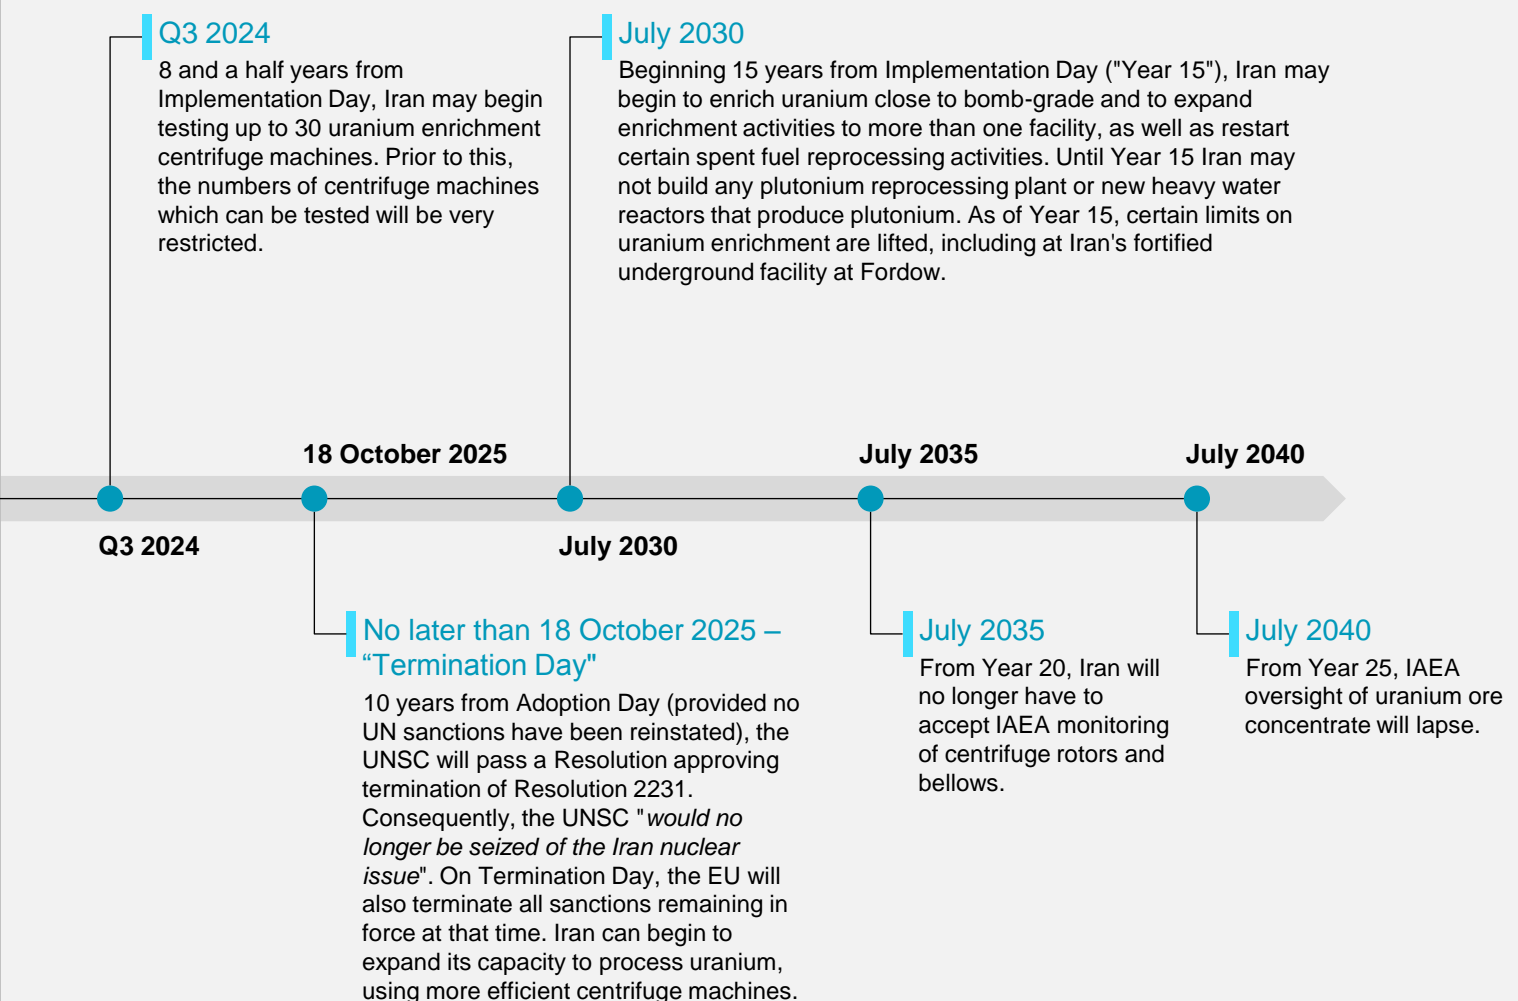 Q3 2024
8 and a half years from
Implementation Day, Iran may begin
testing up to 30 uranium enrichment
centrifuge machines. Prior to this,
the numbers of centrifuge machines
which can be tested will be very
restricted.
July 2030
Beginning 15 years from Implementation Day ("Year 15"), Iran may
begin to enrich uranium close to bomb-grade and to expand
enrichment activities to more than one facility, as well as restart
certain spent fuel reprocessing activities. Until Year 15 Iran may
not build any plutonium reprocessing plant or new heavy water
reactors that produce plutonium. As of Year 15, certain limits on
uranium enrichment are lifted, including at Iran's fortified
underground facility at Fordow.
18 October 2025
July 2035
July 2040
Q3 2024
July 2030
No later than 18 October 2025 –
“Termination Day"
10 years from Adoption Day (provided no
UN sanctions have been reinstated), the
UNSC will pass a Resolution approving
termination of Resolution 2231.
Consequently, the UNSC "would no
longer be seized of the Iran nuclear
issue". On Termination Day, the EU will
also terminate all sanctions remaining in
force at that time. Iran can begin to
expand its capacity to process uranium,
using more efficient centrifuge machines.
July 2035
From Year 20, Iran will
no longer have to
accept IAEA monitoring
of centrifuge rotors and
bellows.
July 2040
From Year 25, IAEA
oversight of uranium ore
concentrate will lapse.